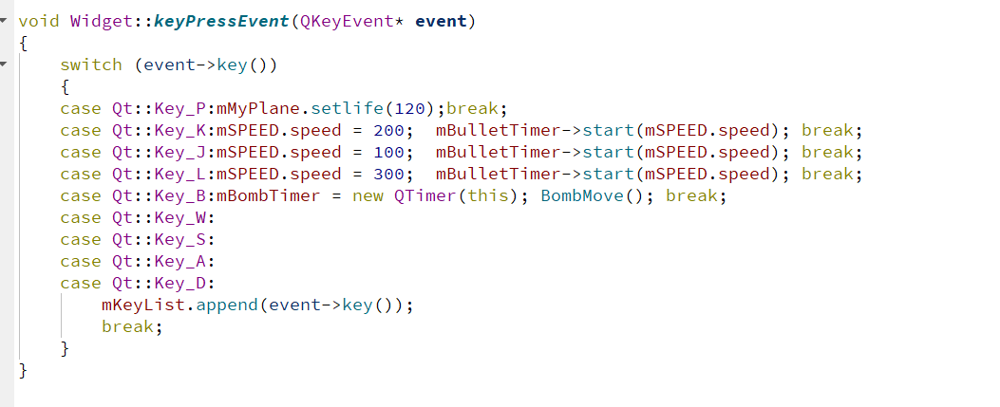 void Widget::keyPressEvent(QKeyEvent* event)
{
    switch (event->key())
    {
    case Qt::Key_P:mMyPlane.setlife(120);break;
    case Qt::Key_K:mSPEED.speed = 200;  mBulletTimer->start(mSPEED.speed); break;
    case Qt::Key_J:mSPEED.speed = 100;  mBulletTimer->start(mSPEED.speed); break;
    case Qt::Key_L:mSPEED.speed = 300;  mBulletTimer->start(mSPEED.speed); break;
    case Qt::Key_B:mBombTimer = new QTimer(this); BombMove(); break;
    case Qt::Key_W:
    case Qt::Key_S:
    case Qt::Key_A:
    case Qt::Key_D:
        mKeyList.append(event->key());
        break;
    }
}